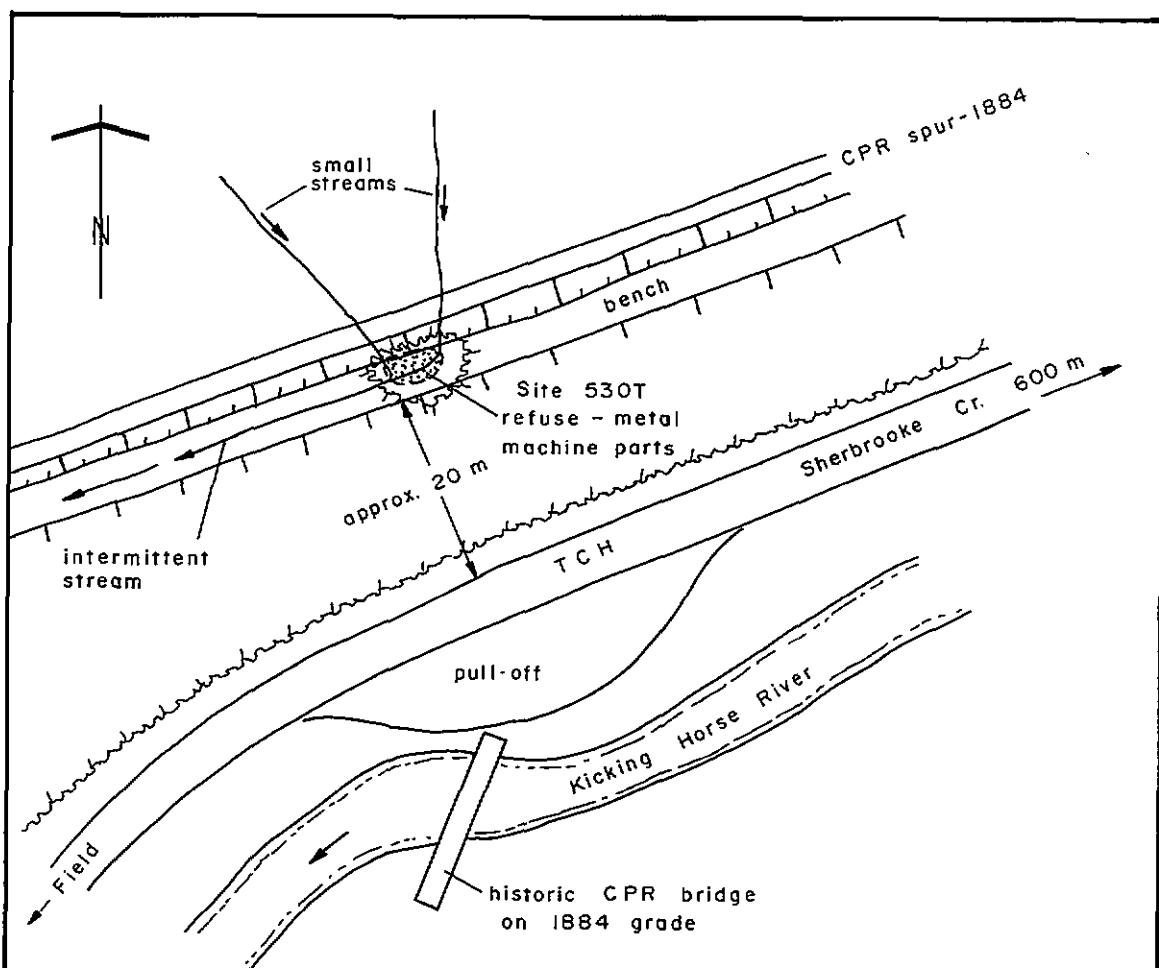 CPR spur-1884
small
streams
N
bench
Site 530T
refuse - metal
machine parts
approx. 20 m
Sherbrooke Cr. 600 m
intermittent
stream
TCH
pull-off
Kicking Horse River
Field
historic CPR bridge
on 1884 grade